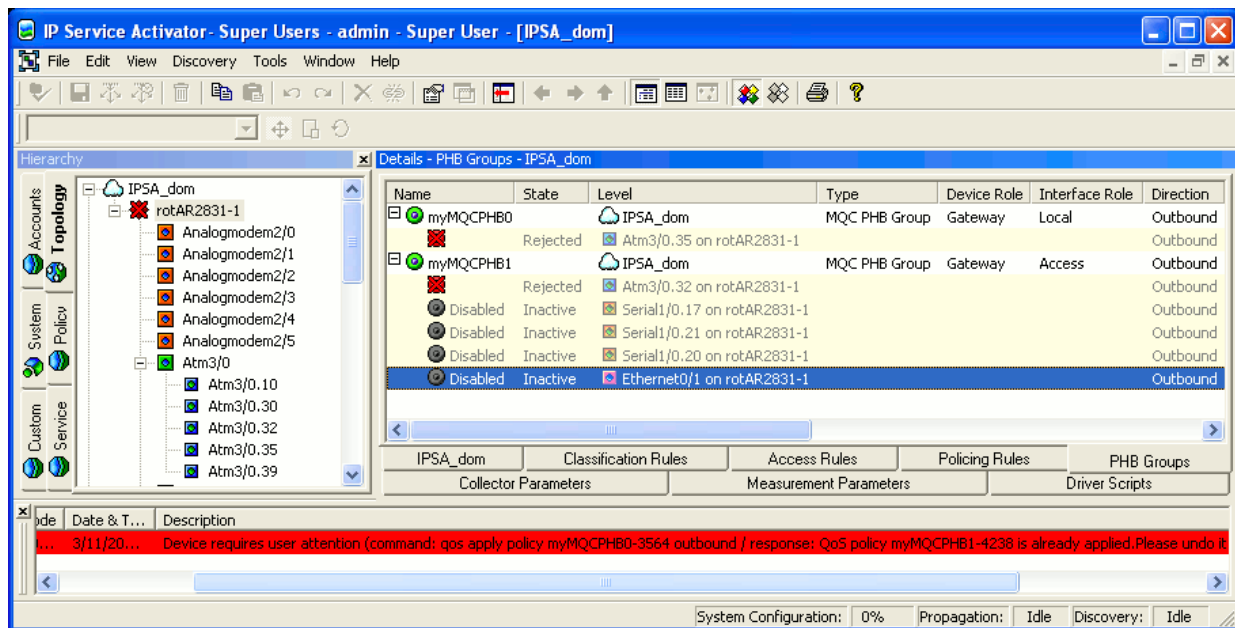 IP Service Activator- Super Users - admin - Super User - [IPSA_dom]
File Edit View Discovery Tools Window Help
Hierarchy
Details - PHB Groups - IPSA_dom
Accounts
Topology
System
Policy
Custom
Service
IPSA_dom
rotAR2831-1
Analogmodem2/0
Analogmodem2/1
Analogmodem2/2
Analogmodem2/3
Analogmodem2/4
Analogmodem2/5
Atm3/0
Atm3/0.10
Atm3/0.30
Atm3/0.32
Atm3/0.35
Atm3/0.39
Name State Level Type Device Role Interface Role Direction
myMQCPHB0 IPSA_dom MQC PHB Group Gateway Local Outbound
Rejected Atm3/0.35 on rotAR2831-1 Outbound
myMQCPHB1 IPSA_dom MQC PHB Group Gateway Access Outbound
Rejected Atm3/0.32 on rotAR2831-1 Outbound
Disabled Inactive Serial1/0.17 on rotAR2831-1 Outbound
Disabled Inactive Serial1/0.21 on rotAR2831-1 Outbound
Disabled Inactive Serial1/0.20 on rotAR2831-1 Outbound
Disabled Inactive Ethernet0/1 on rotAR2831-1 Outbound
IPSA_dom Classification Rules Access Rules Policing Rules PHB Groups
Collector Parameters Measurement Parameters Driver Scripts
Date & T... Description
3/11/20... Device requires user attention (command: qos apply policy myMQCPHB0-3564 outbound / response: QoS policy myMQCPHB1-4238 is already applied.Please undo it
System Configuration: 0% Propagation: Idle Discovery: Idle